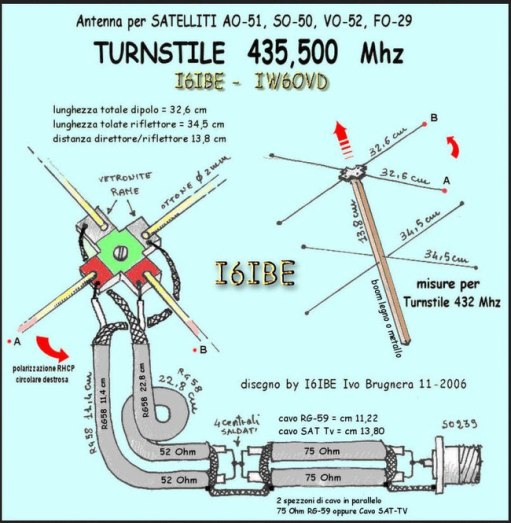 Antenna per SATELLITI AO-51, SO-50, VO-52, FO-29
TURNSTILE 435,500 Mhz
I6IBE - IW6OVD
lunghezza totale dipolo = 32,6 cm
lunghezza tolate riflettore = 34,5 cm
distanza direttore/riflettore 13,8 cm
VETRONITE
RAME
OTTONE φ 2mm
B
32,6 cm
32,6 cm
A
13,8 cm
34,5 cm
34,5 cm
boom legno o metallo
misure per
Turnstile 432 Mhz
I6IBE
A
B
polarizzazione RHCP
circolare destrosa
RG58 11,4 cm
RG58 11,4 cm
RG58 22,8 cm
RG58
22,8 cm
disegno by I6IBE Ivo Brugnera 11-2006
4 centrali
SALDATI
cavo RG-59 = cm 11,22
cavo SAT Tv = cm 13,80
SO239
52 Ohm
75 Ohm
52 Ohm
75 Ohm
2 spezzoni di cavo in parallelo
75 Ohm RG-59 oppure Cavo SAT-TV